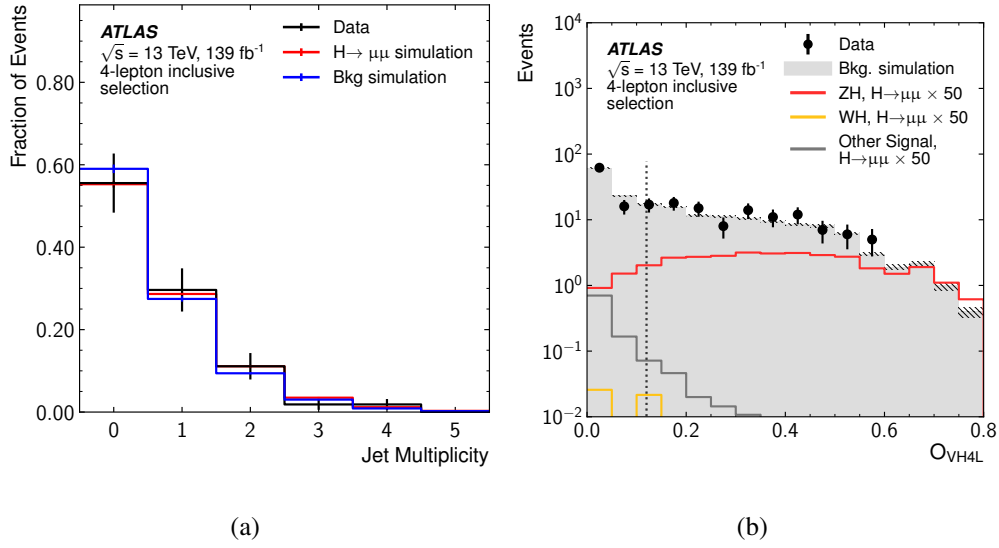 ATLAS
√s = 13 TeV, 139 fb⁻¹
4-lepton inclusive
selection
Data
H→ μμ simulation
Bkg simulation
Fraction of Events
0.80
0.60
0.40
0.20
0.00
0 1 2 3 4 5
Jet Multiplicity
(a)
ATLAS
√s = 13 TeV, 139 fb⁻¹
4-lepton inclusive
selection
Data
Bkg. simulation
ZH, H→μμ × 50
WH, H→μμ × 50
Other Signal,
H→μμ × 50
Events
10⁴
10³
10²
10¹
10⁰
10⁻¹
10⁻²
0.0 0.2 0.4 0.6 0.8
O_VH4L
(b)